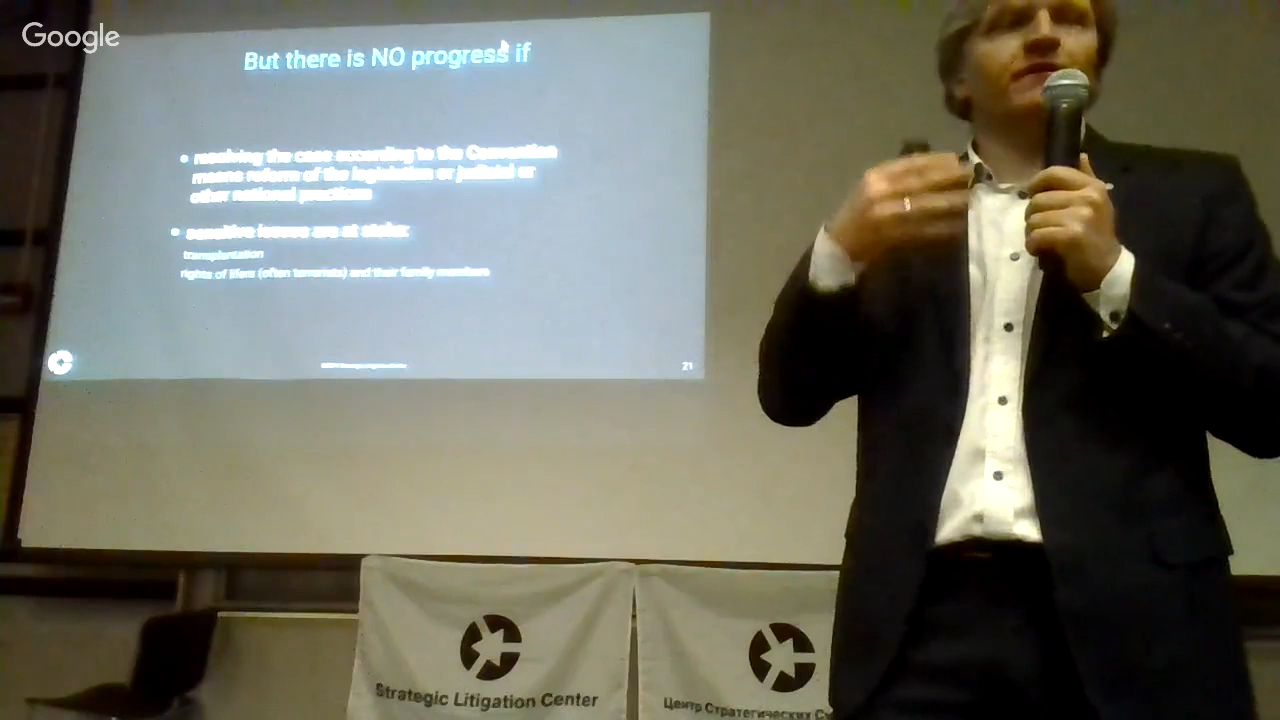 Google
But there is NO progress if
• resolving the case according to the Convention
means reform of the legislation or judicial or
other national practices
• sensitive issues are at stake:
transplantation
rights of lifers (often terrorists) and their family members
21
Strategic Litigation Center
Центр Стратегических